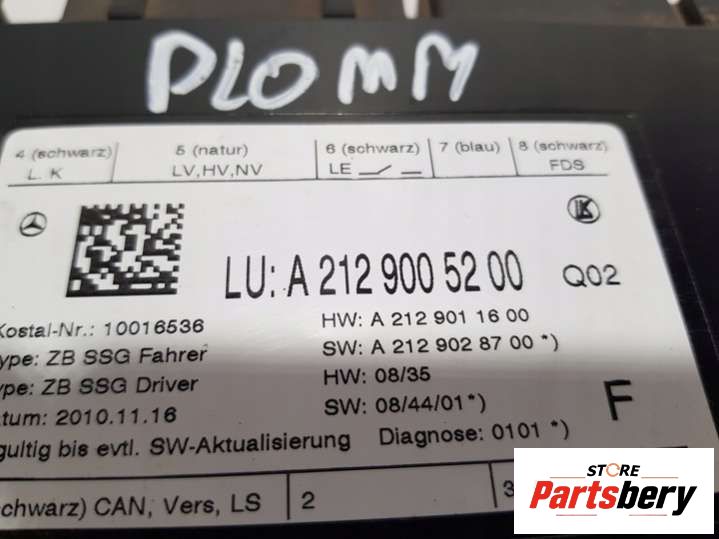 PLOMM
4 (schwarz) 5 (natur) 6 (schwarz) 7 (blau) 8 (schwarz)
L. K LV,HV,NV LE FDS
LU: A 212 900 52 00 Q02
Kostal-Nr.: 10016536 HW: A 212 901 16 00
ype: ZB SSG Fahrer SW: A 212 902 87 00 *)
ype: ZB SSG Driver HW: 08/35
atum: 2010.11.16 SW: 08/44/01*) F
gultig bis evtl. SW-Aktualisierung Diagnose: 0101 *)
schwarz) CAN, Vers, LS 2 3
STORE
Partsbery